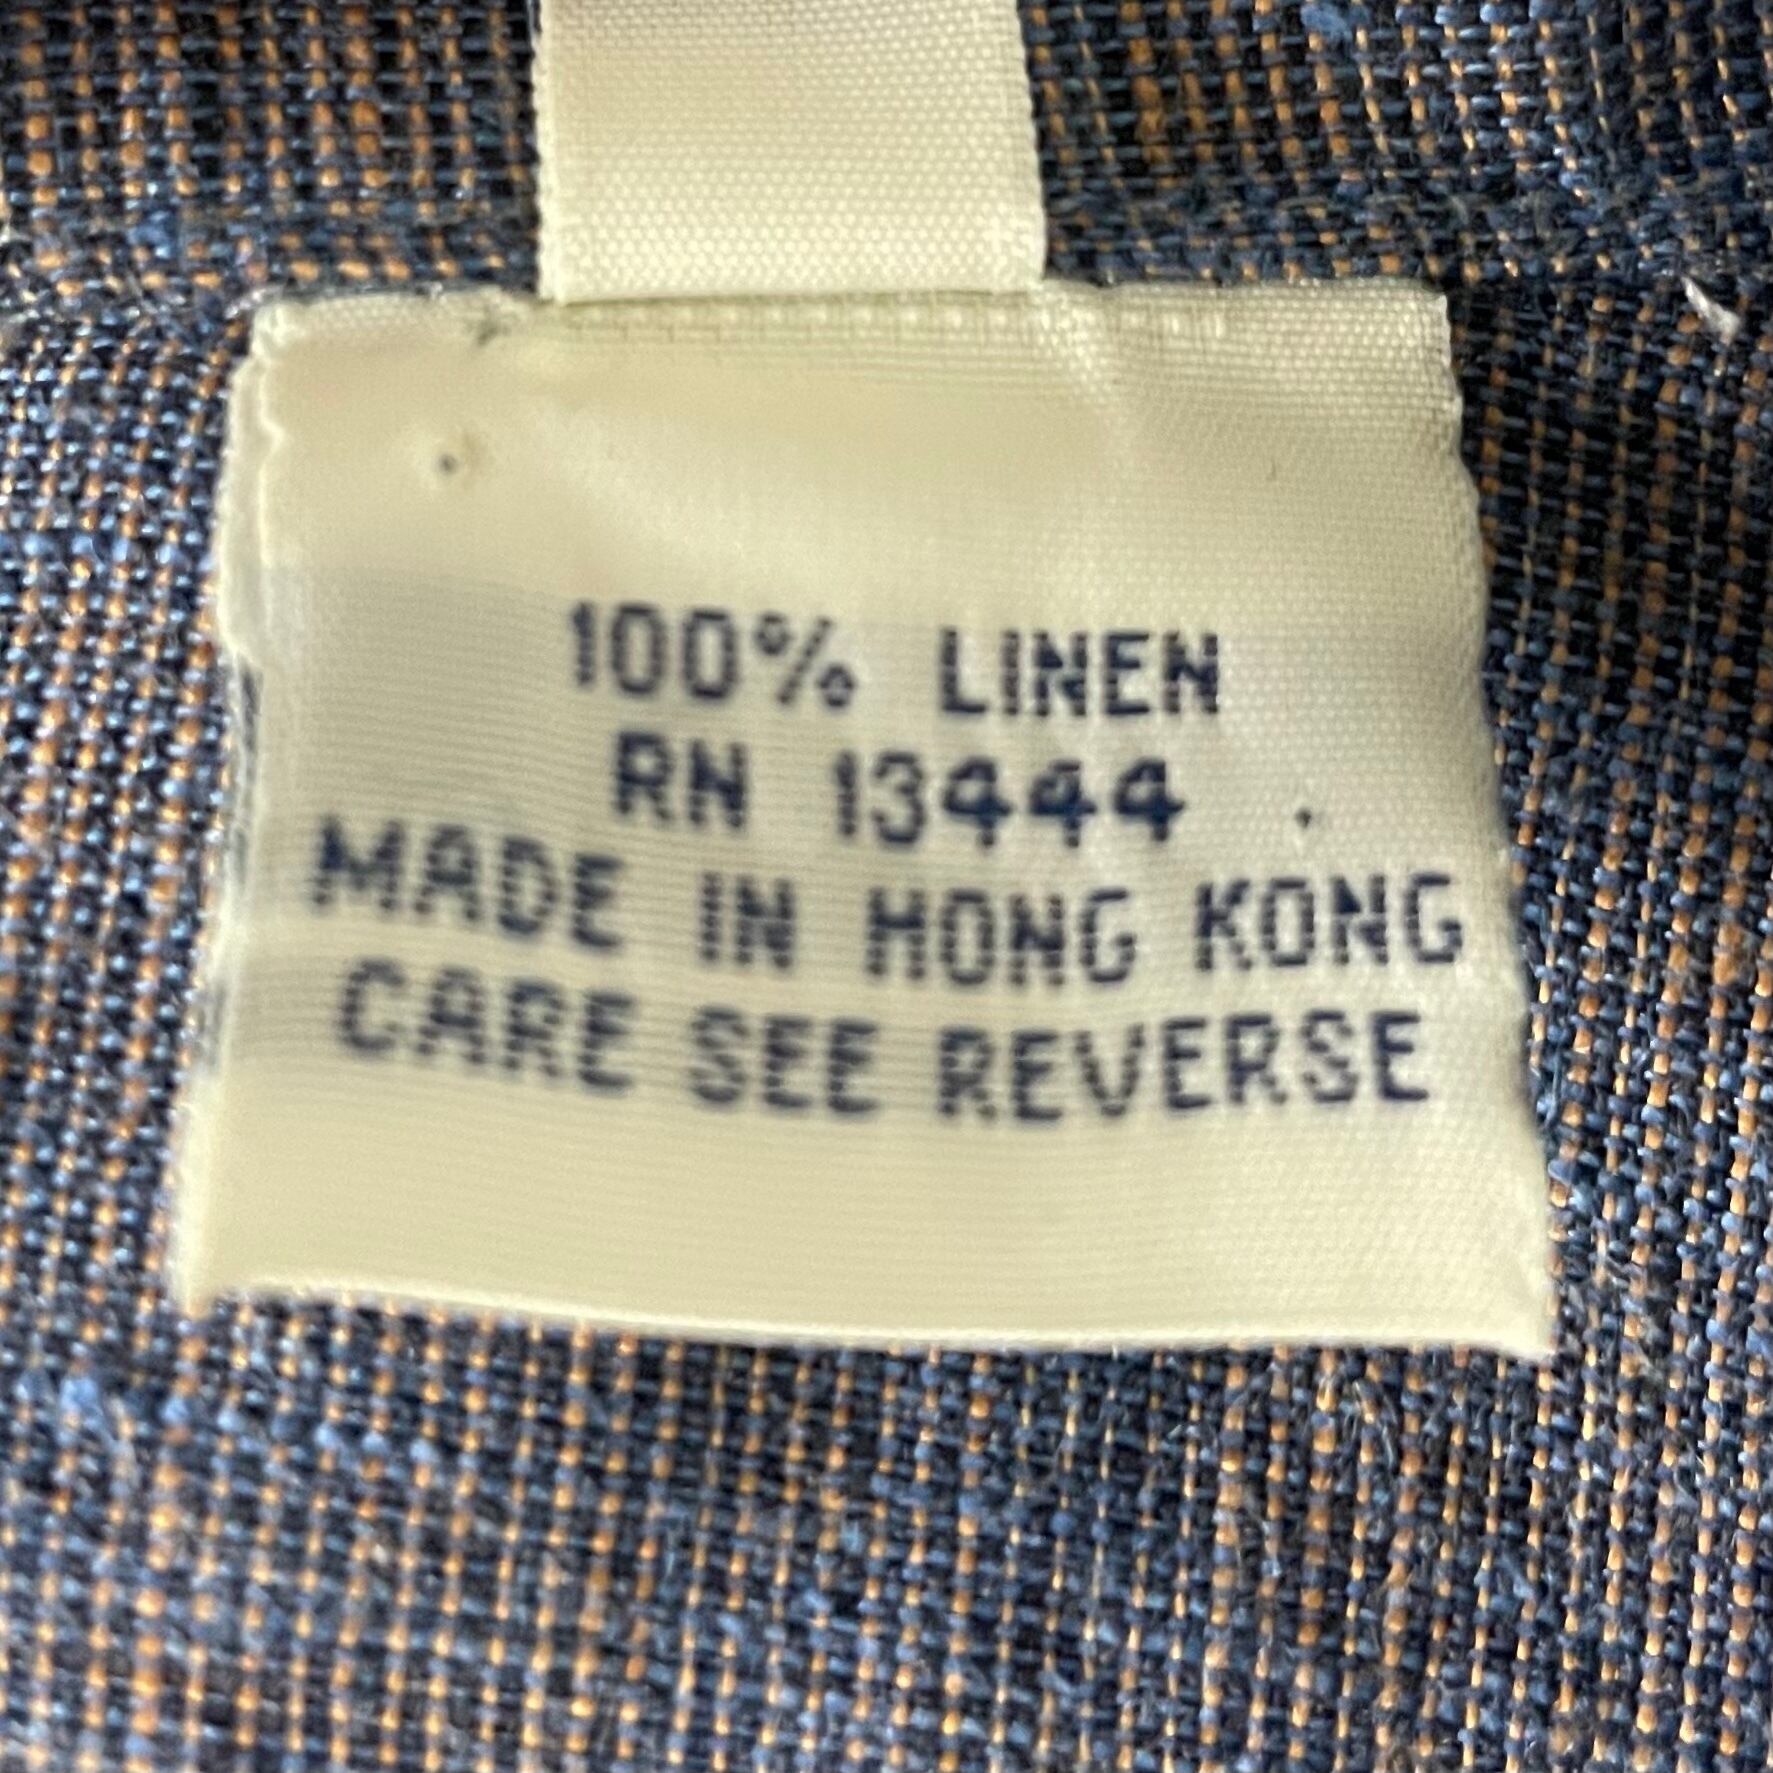 100% LINEN
RN 13444
MADE IN HONG KONG
CARE SEE REVERSE